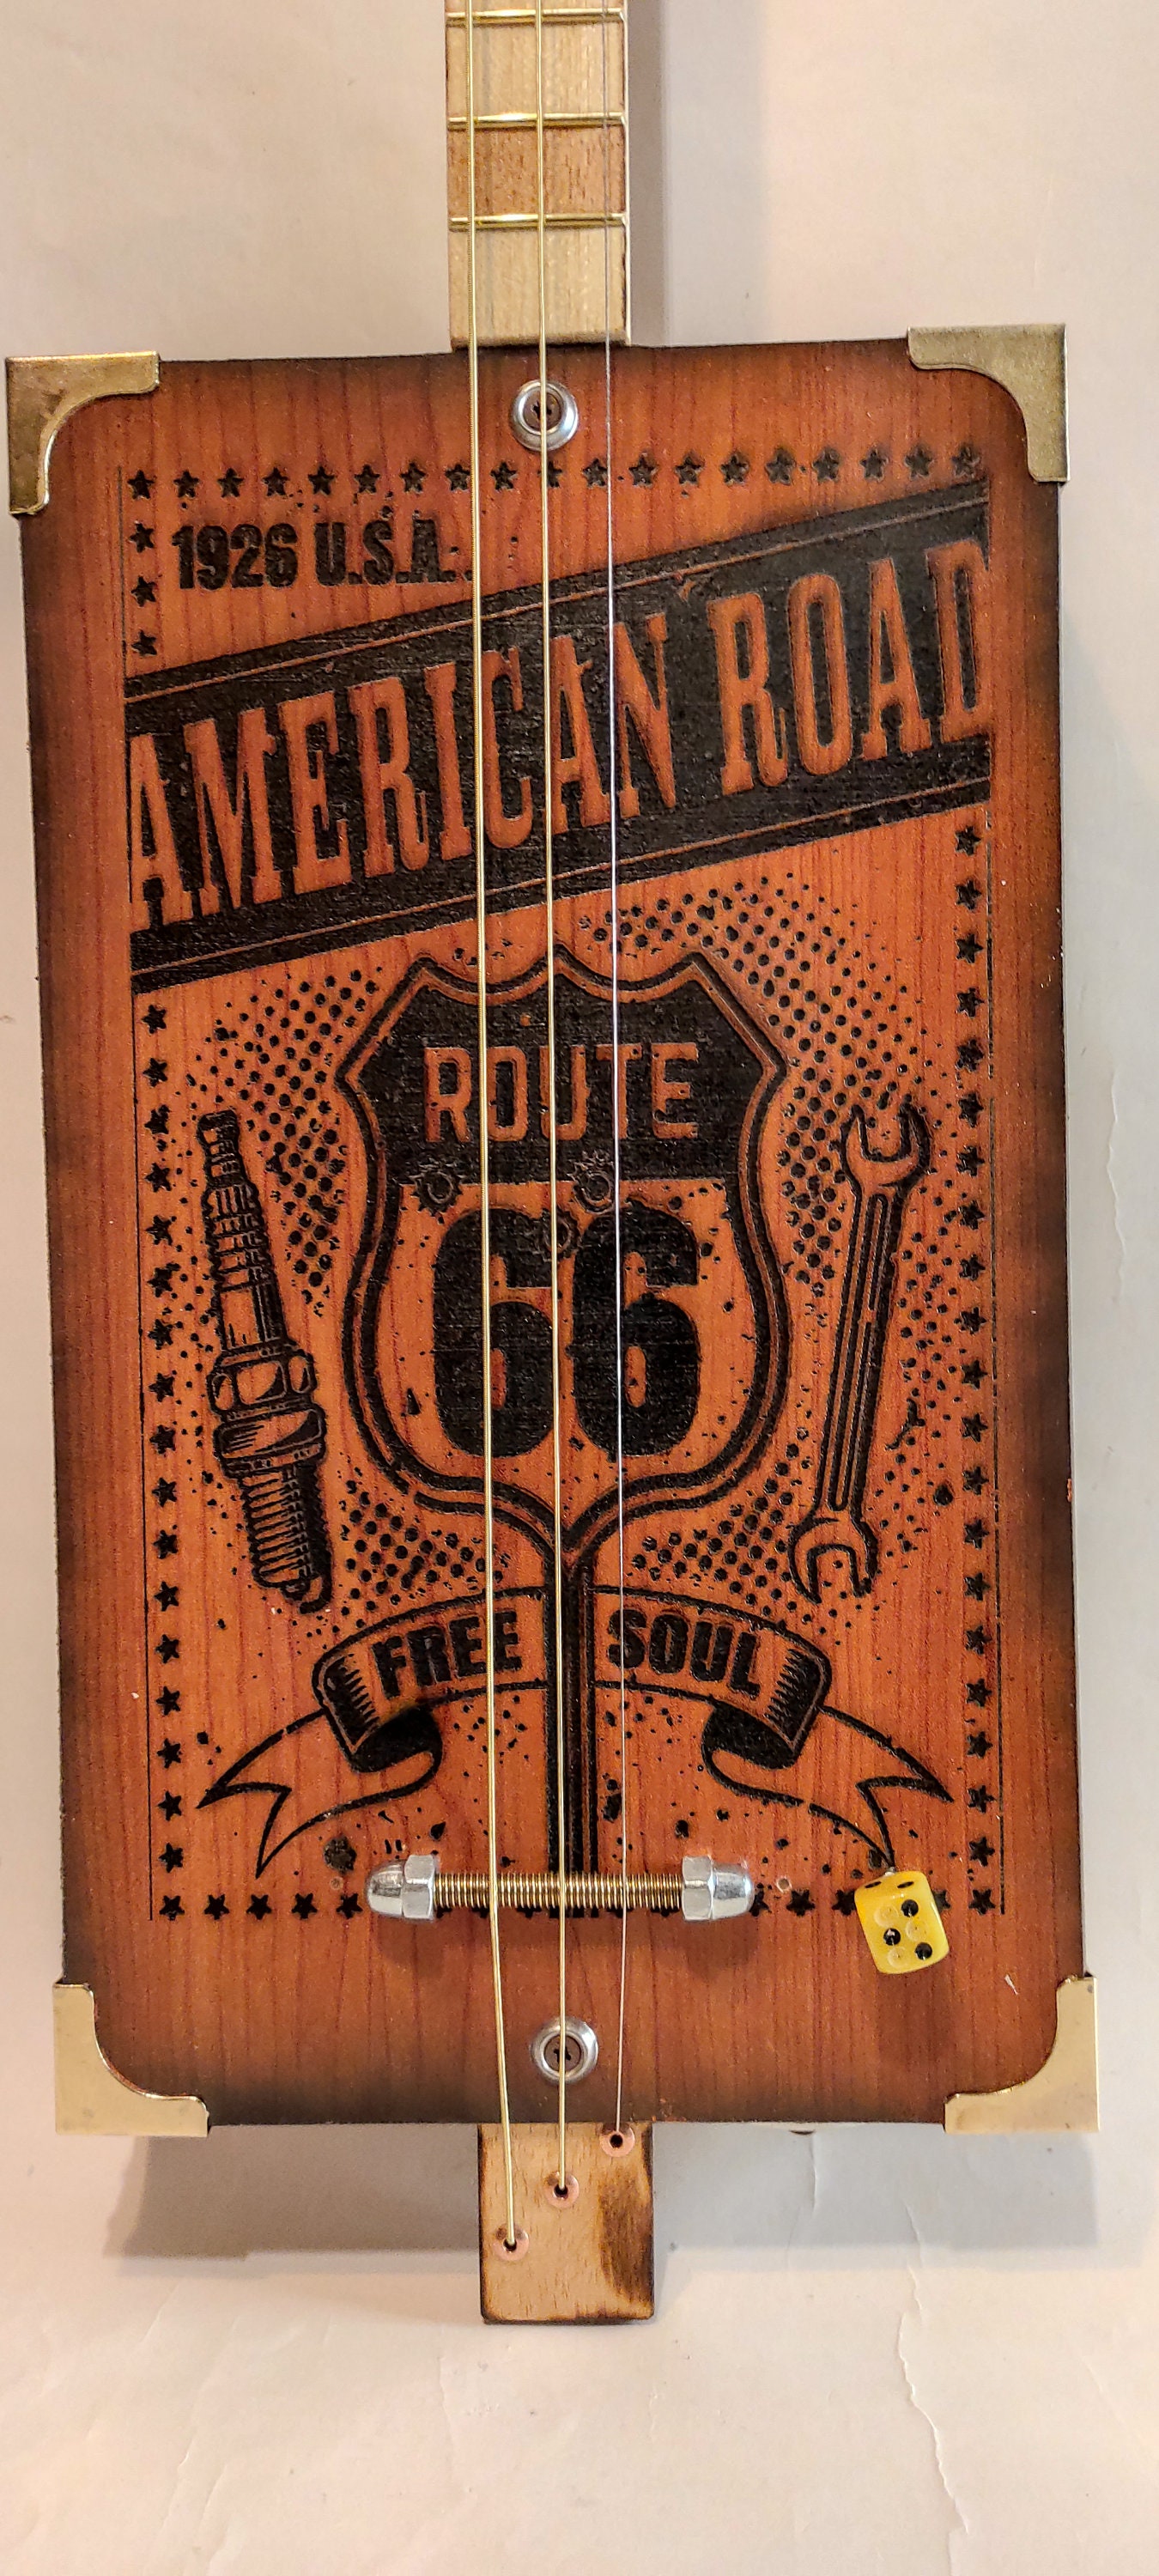 1926 U.S.A.
AMERICAN ROAD
ROUTE
66
FREE SOUL